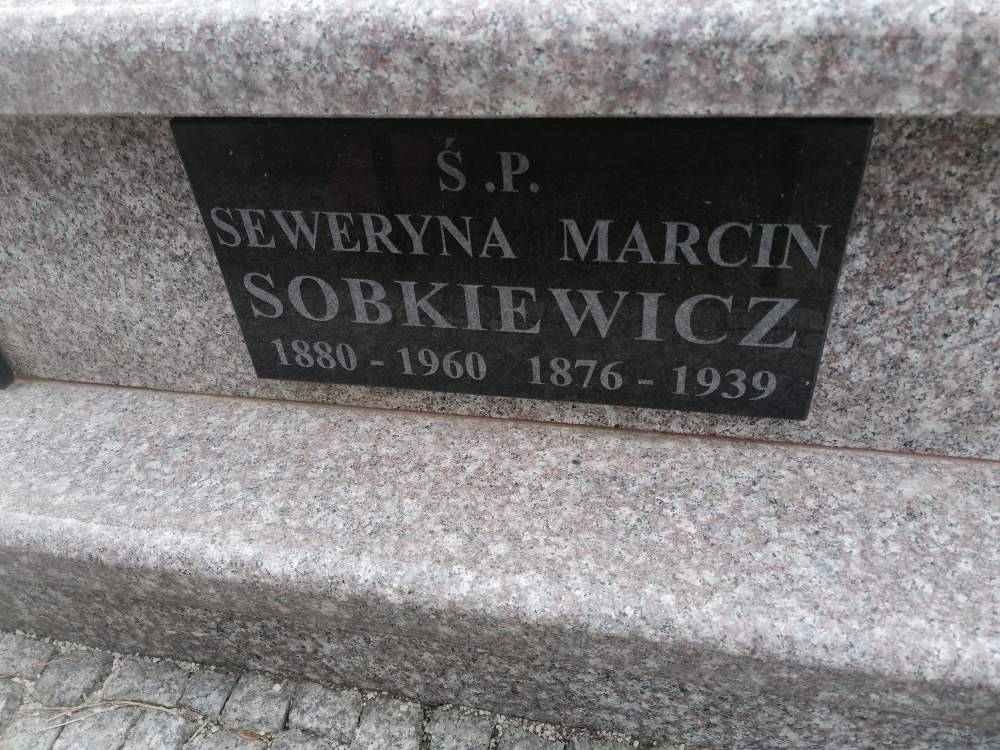 Ś.P.
SEWERYNA MARCIN
SOBKIEWICZ
1880 - 1960 1876 - 1939